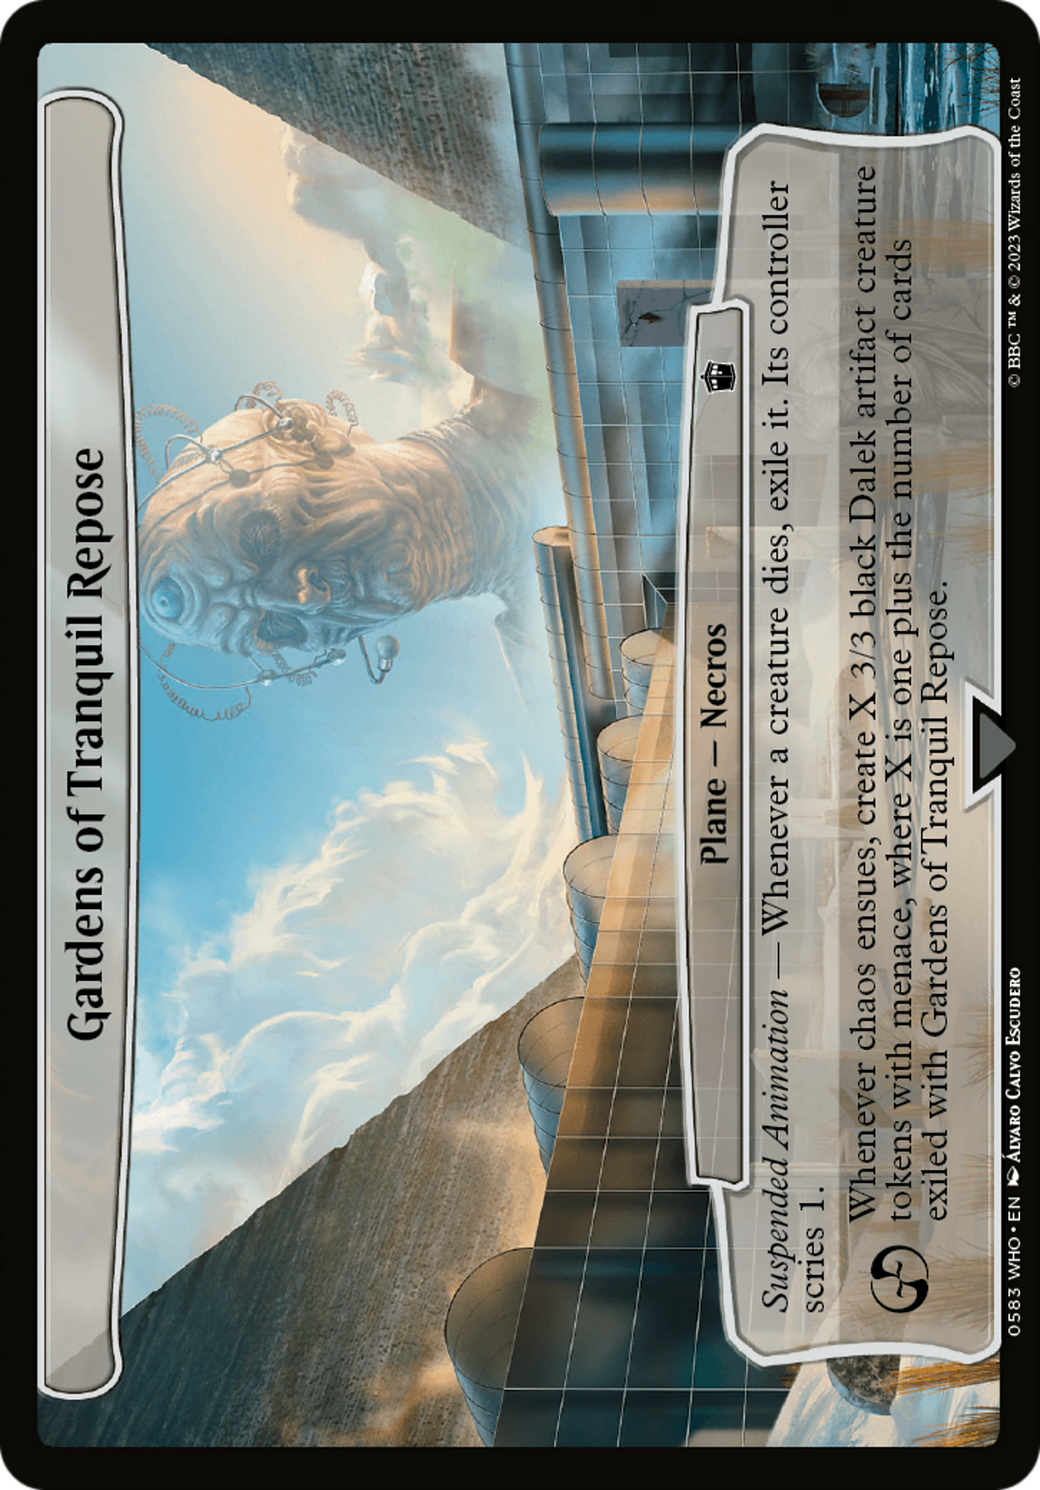 Gardens of Tranquil Repose
Plane — Necros
Suspended Animation — Whenever a creature dies, exile it. Its controller
scries 1.
Whenever chaos ensues, create X 3/3 black Dalek artifact creature
tokens with menace, where X is one plus the number of cards
exiled with Gardens of Tranquil Repose.
0583 WHO • EN Álvaro Calvo Escudero
© BBC ™ & © 2023 Wizards of the Coast